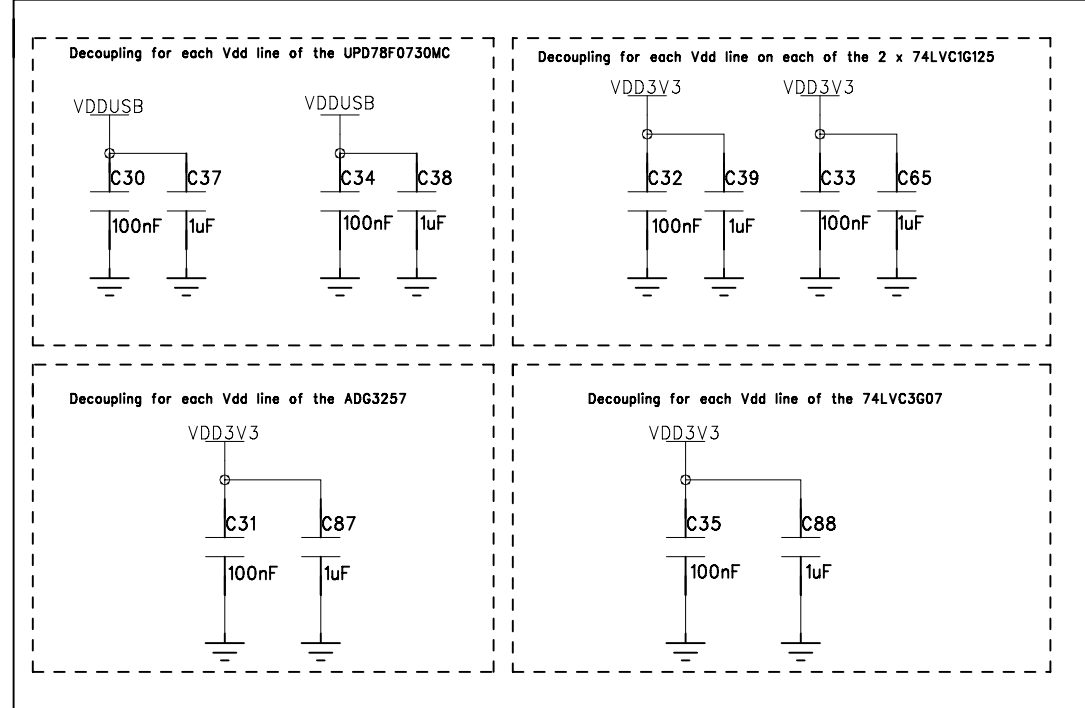 Decoupling for each Vdd line of the UPD78F0730MC
VDDUSB
VDDUSB
C30
C37
C34
C38
100nF
1uF
100nF
1uF
Decoupling for each Vdd line on each of the 2 x 74LVC1G125
VDD3V3
VDD3V3
C32
C39
C33
C65
100nF
1uF
100nF
1uF
Decoupling for each Vdd line of the ADG3257
VDD3V3
C31
C87
100nF
1uF
Decoupling for each Vdd line of the 74LVC3G07
VDD3V3
C35
C88
100nF
1uF